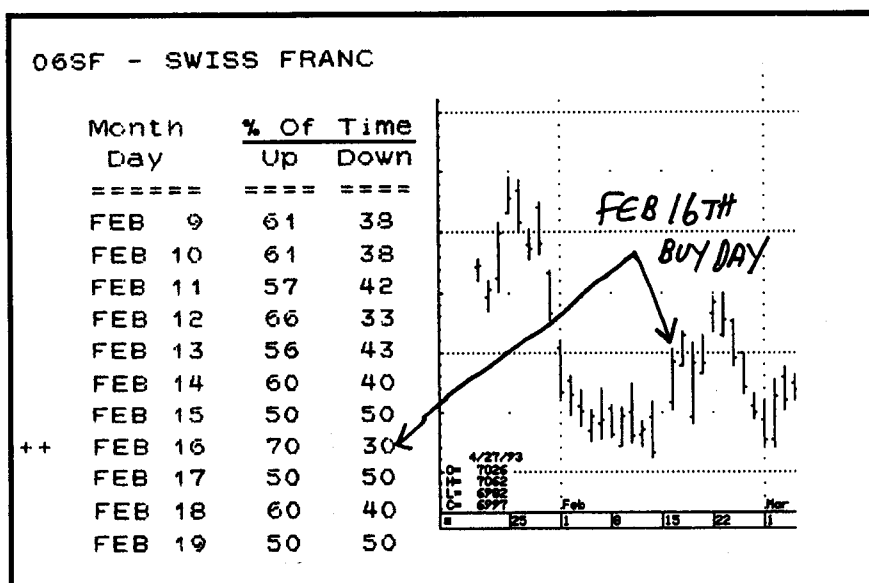 06SF - SWISS FRANC
Month % Of Time
Day Up Down
====== ==== ====
FEB 9 61 38
FEB 10 61 38
FEB 11 57 42
FEB 12 66 33
FEB 13 56 43
FEB 14 60 40
FEB 15 50 50
++ FEB 16 70 30
FEB 17 50 50
FEB 18 60 40
FEB 19 50 50
FEB 16TH
BUY DAY
4/27/93
O= 7026
H= 7062
L= 6982
C= 6997
Feb Mar
25 1 8 15 22 1